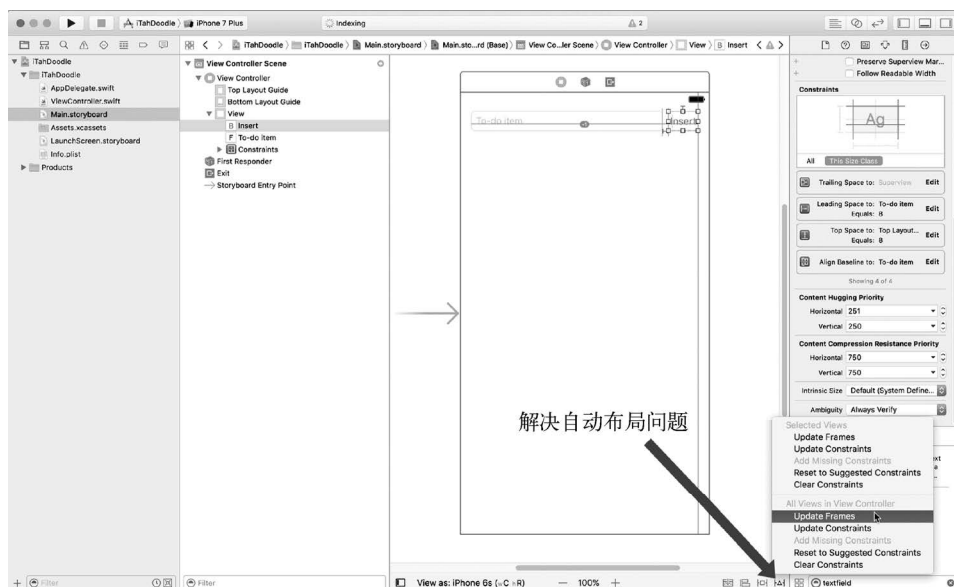 iTahDoodle
iPhone 7 Plus
Indexing
2
iTahDoodle
iTahDoodle
Main.storyboard
Main.sto...rd (Base)
View Co...ler Scene
View Controller
View
B Insert
iTahDoodle
iTahDoodle
AppDelegate.swift
ViewController.swift
Main.storyboard
Assets.xcassets
LaunchScreen.storyboard
Info.plist
Products
Filter
View Controller Scene
View Controller
Top Layout Guide
Bottom Layout Guide
View
B Insert
F To-do item
Constraints
First Responder
Exit
Storyboard Entry Point
Filter
To-do item
Insert
解决自动布局问题
View as: iPhone 6s (wC hR)
100%
Preserve Superview Mar...
Follow Readable Width
Constraints
Ag
All This Size Class
Trailing Space to: Superview Edit
Leading Space to: To-do item
Equals: 8 Edit
Top Space to: Top Layout...
Equals: 8 Edit
Align Baseline to: To-do item Edit
Showing 4 of 4
Content Hugging Priority
Horizontal 251
Vertical 250
Content Compression Resistance Priority
Horizontal 750
Vertical 750
Intrinsic Size Default (System Define...
Ambiguity Always Verify
Selected Views
Update Frames
Update Constraints
Add Missing Constraints
Reset to Suggested Constraints
Clear Constraints
All Views in View Controller
Update Frames
Update Constraints
Add Missing Constraints
Reset to Suggested Constraints
Clear Constraints
textfield